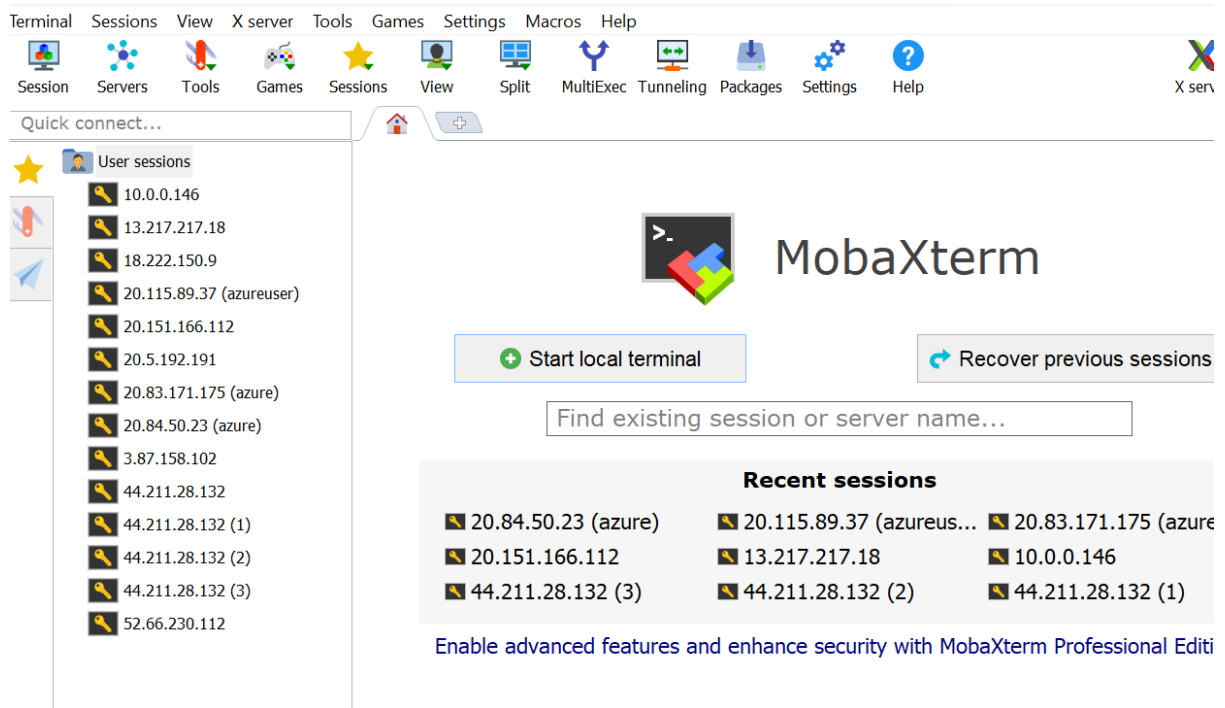 Terminal Sessions View X server Tools Games Settings Macros Help
Session Servers Tools Games Sessions View Split MultiExec Tunneling Packages Settings Help X serv
Quick connect...
User sessions
10.0.0.146
13.217.217.18
18.222.150.9
20.115.89.37 (azureuser)
20.151.166.112
20.5.192.191
20.83.171.175 (azure)
20.84.50.23 (azure)
3.87.158.102
44.211.28.132
44.211.28.132 (1)
44.211.28.132 (2)
44.211.28.132 (3)
52.66.230.112
MobaXterm
Start local terminal
Recover previous sessions
Find existing session or server name...
Recent sessions
20.84.50.23 (azure) 20.115.89.37 (azureus... 20.83.171.175 (azure
20.151.166.112 13.217.217.18 10.0.0.146
44.211.28.132 (3) 44.211.28.132 (2) 44.211.28.132 (1)
Enable advanced features and enhance security with MobaXterm Professional Editi